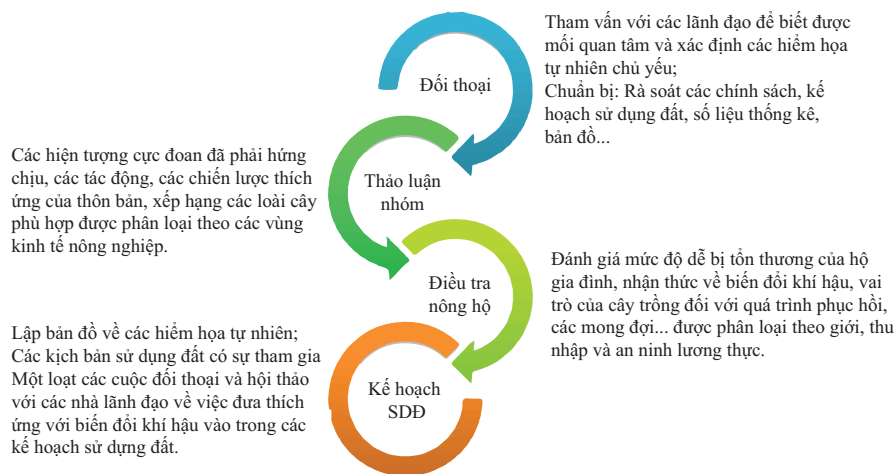 Đối thoại
Tham vấn với các lãnh đạo để biết được
mối quan tâm và xác định các hiểm họa
tự nhiên chủ yếu;
Chuẩn bị: Rà soát các chính sách, kế
hoạch sử dụng đất, số liệu thống kê,
bản đồ...
Các hiện tượng cực đoan đã phải hứng
chịu, các tác động, các chiến lược thích
ứng của thôn bản, xếp hạng các loài cây
phù hợp được phân loại theo các vùng
kinh tế nông nghiệp.
Thảo luận
nhóm
Điều tra
nông hộ
Đánh giá mức độ dễ bị tổn thương của hộ
gia đình, nhận thức về biến đổi khí hậu, vai
trò của cây trồng đối với quá trình phục hồi,
các mong đợi... được phân loại theo giới, thu
nhập và an ninh lương thực.
Lập bản đồ về các hiểm họa tự nhiên;
Các kịch bản sử dụng đất có sự tham gia
Một loạt các cuộc đối thoại và hội thảo
với các nhà lãnh đạo về việc đưa thích
ứng với biến đổi khí hậu vào trong các
kế hoạch sử dựng đất.
Kế hoạch
SDĐ